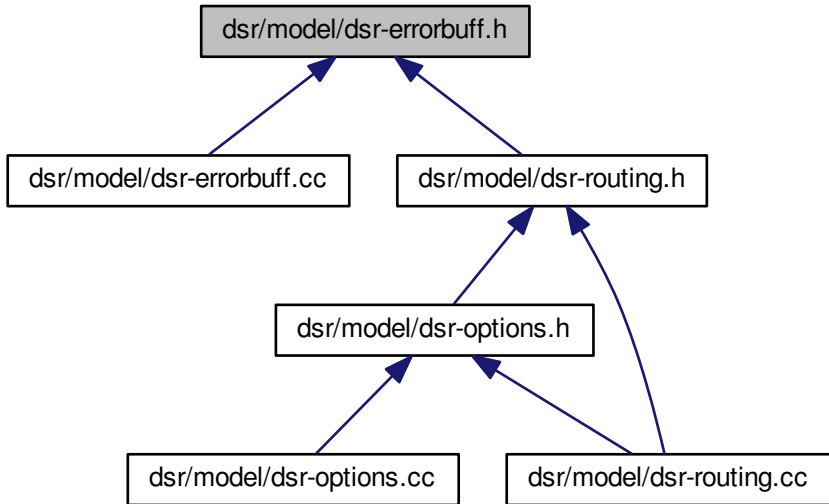 dsr/model/dsr-errorbuff.h
dsr/model/dsr-errorbuff.cc
dsr/model/dsr-routing.h
dsr/model/dsr-options.h
dsr/model/dsr-options.cc
dsr/model/dsr-routing.cc